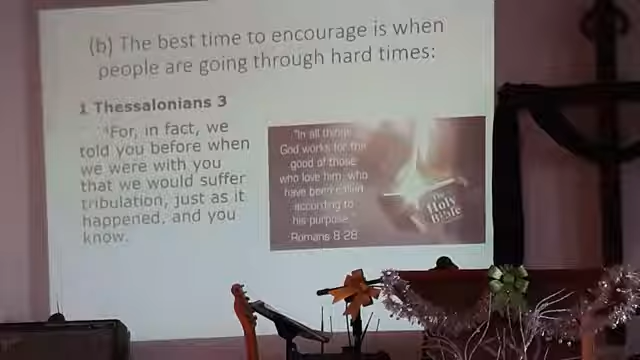 (b) The best time to encourage is when
people are going through hard times:
1 Thessalonians 3
"⁴For, in fact, we
told you before when
we were with you
that we would suffer
tribulation, just as it
happened, and you
know.
"In all things
God works for the
good of those
who love him, who
have been called
according to
his purpose."
Romans 8:28
Holy
Bible